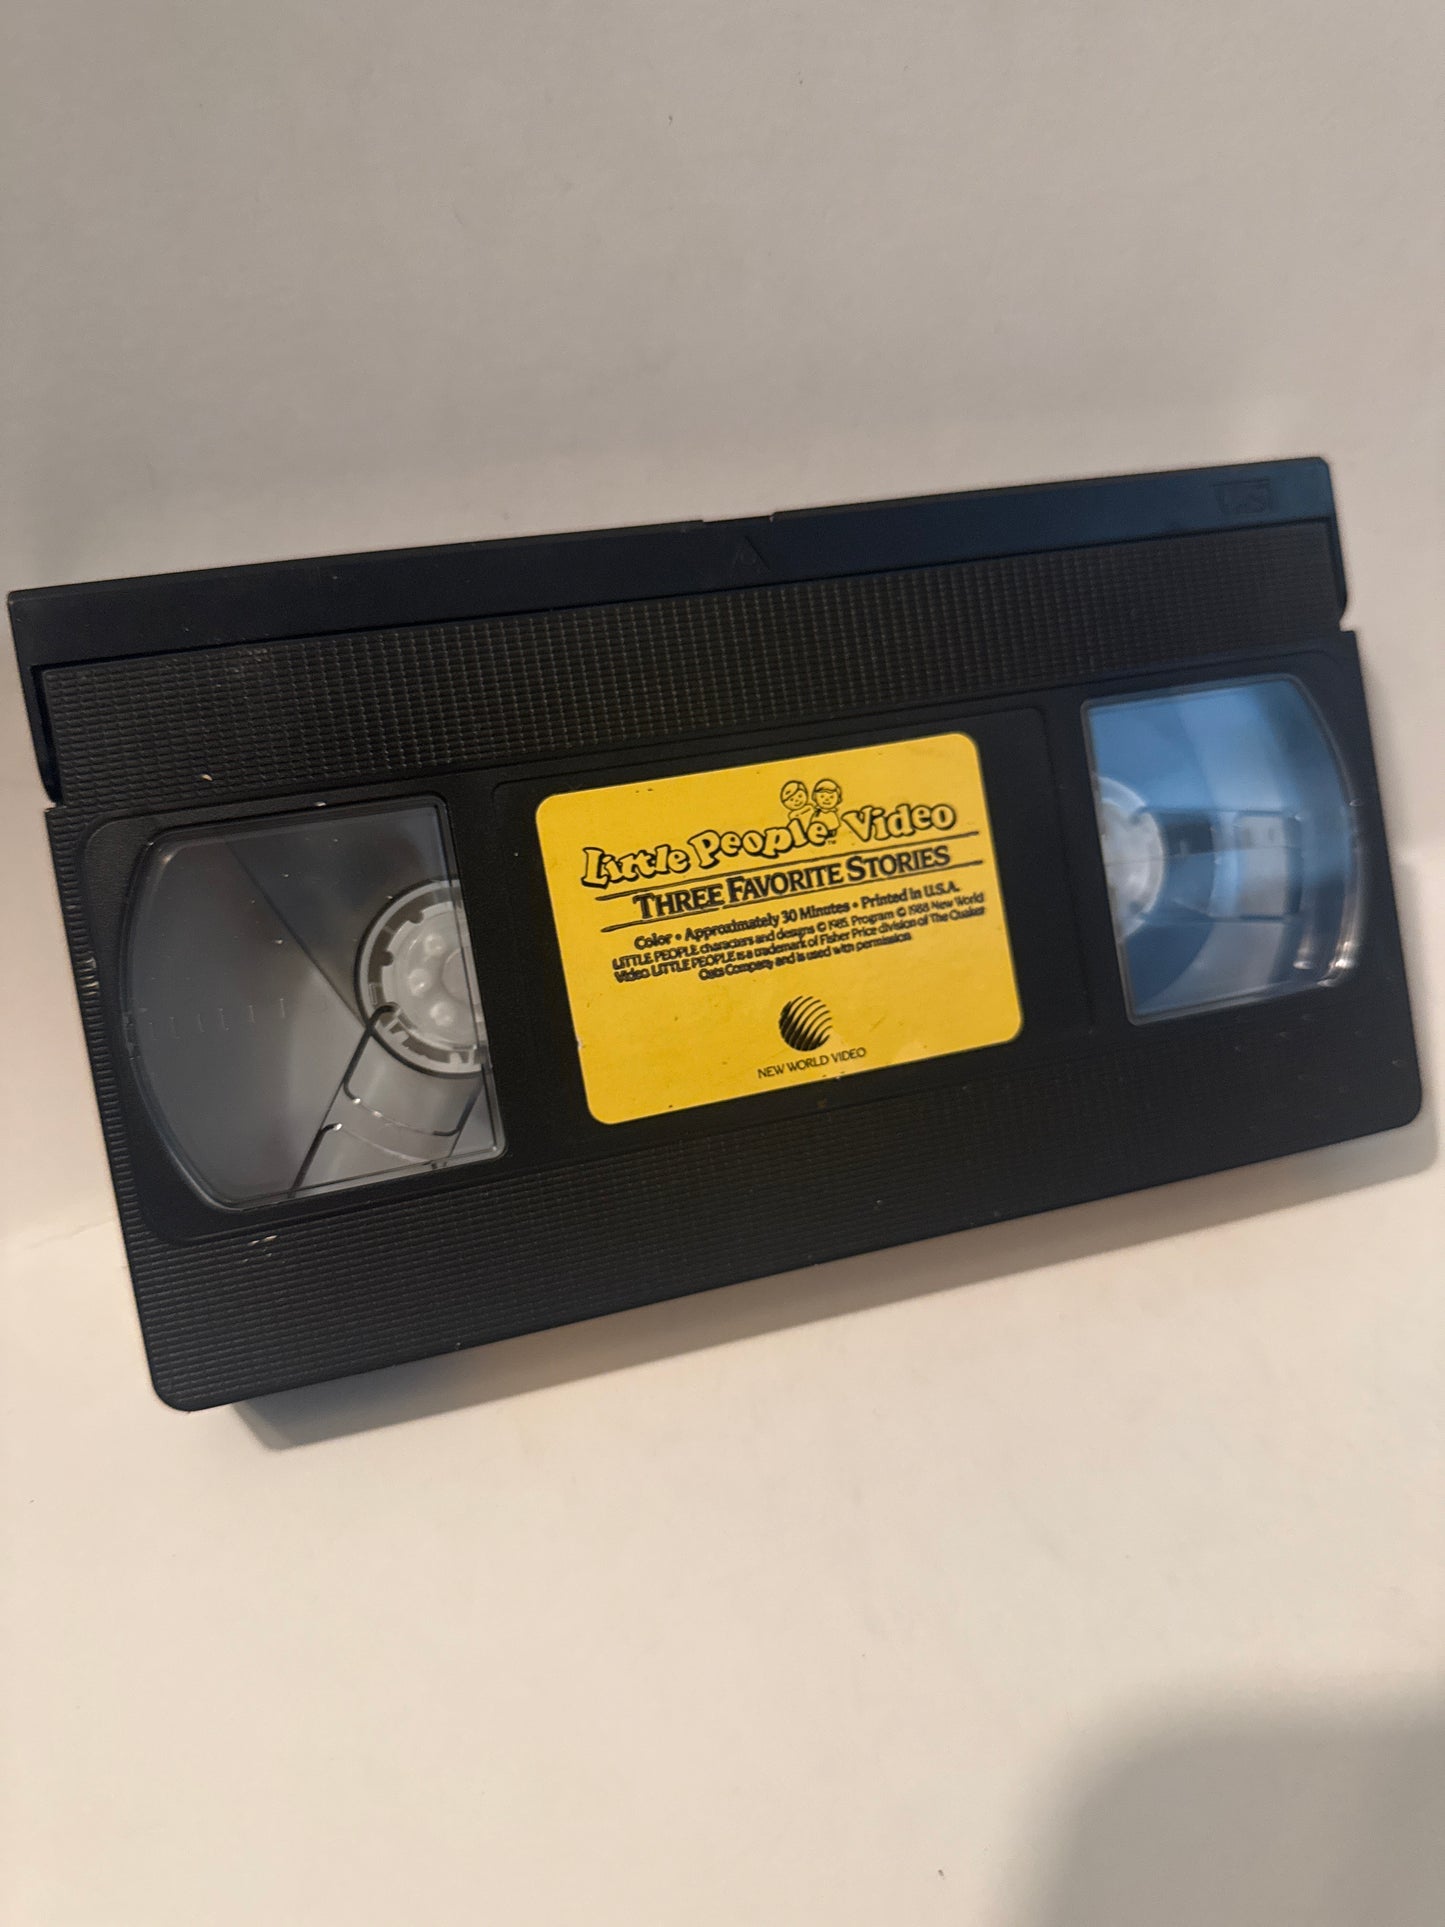 VHS
Little People™ Video
THREE FAVORITE STORIES
Color • Approximately 30 Minutes • Printed in U.S.A.
LITTLE PEOPLE characters and designs © 1985. Program © 1988 New World
Video. LITTLE PEOPLE is a trademark of Fisher Price division of The Quaker
Oats Company and is used with permission.
NEW WORLD VIDEO